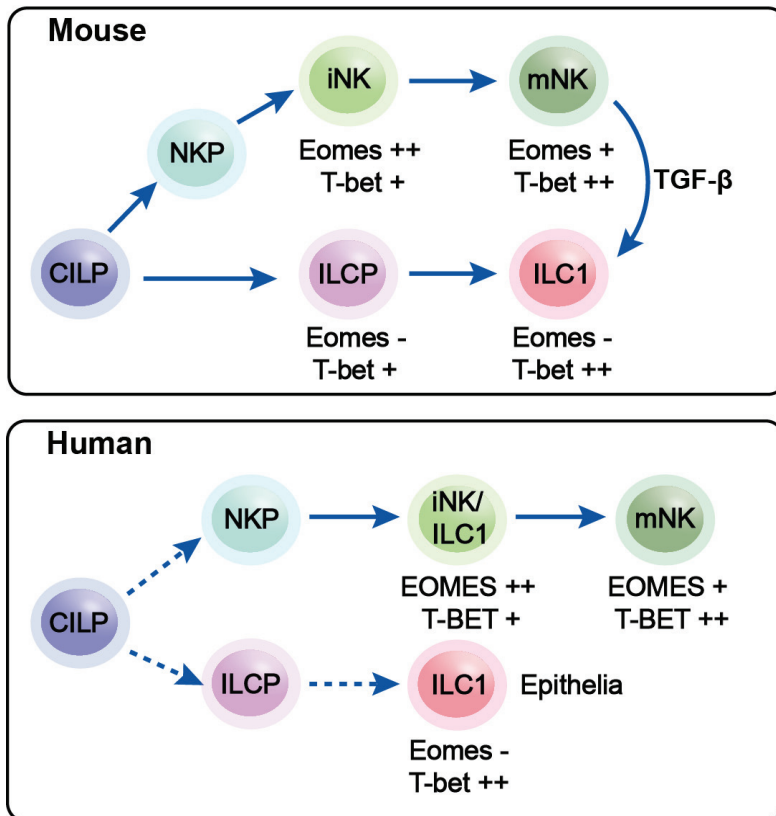 Mouse
iNK
mNK
NKP
Eomes ++
T-bet +
Eomes +
T-bet ++
TGF-β
CILP
ILCP
ILC1
Eomes -
T-bet +
Eomes -
T-bet ++
Human
NKP
iNK/
ILC1
mNK
EOMES ++
T-BET +
EOMES +
T-BET ++
CILP
ILCP
ILC1
Epithelia
Eomes -
T-bet ++